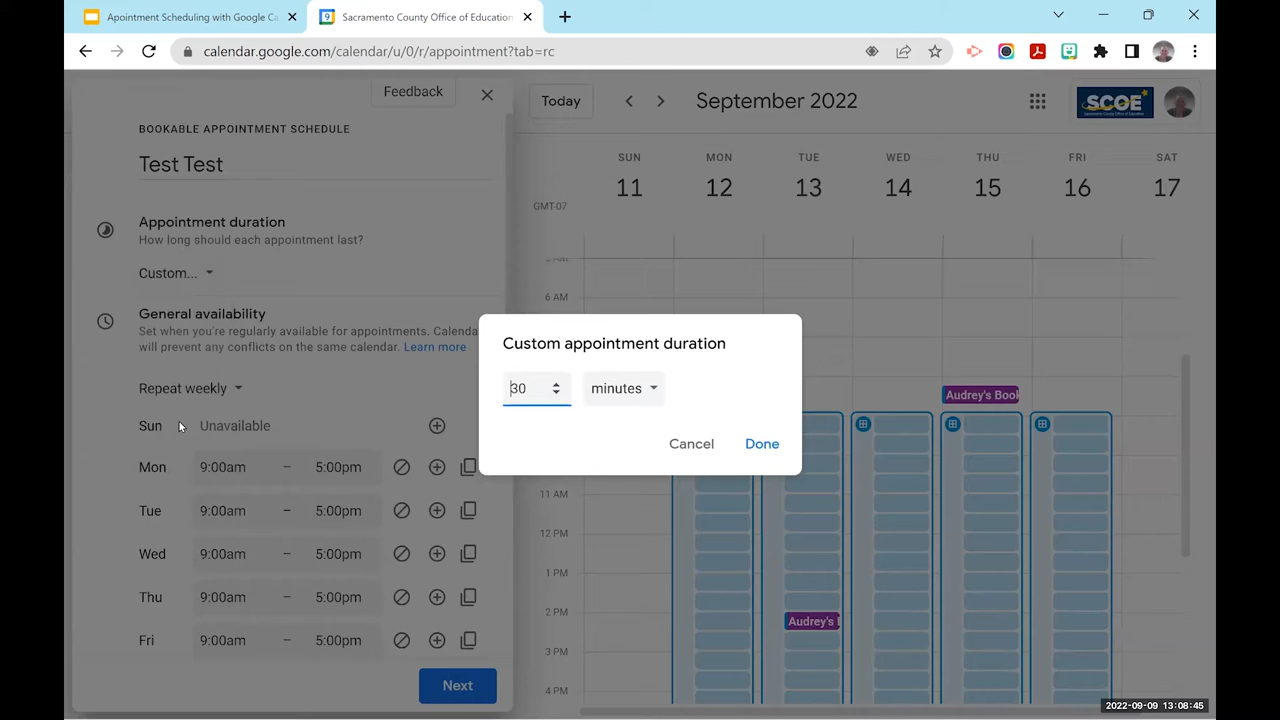 Apointment Scheduling with Google Ca
Sacramento County Office of Education
calendar.google.com/calendar/u/0/r/appointment?tab=rc
Feedback
BOOKABLE APPOINTMENT SCHEDULE
Test Test
Appointment duration
How long should each appointment last?
Custom...
General availability
Set when you're regularly available for appointments. Calenda
will prevent any conflicts on the same calendar. Learn more
Repeat weekly
Sun Unavailable
Mon 9:00am – 5:00pm
Tue 9:00am – 5:00pm
Wed 9:00am – 5:00pm
Thu 9:00am – 5:00pm
Fri 9:00am – 5:00pm
Next
Custom appointment duration
30 minutes
Cancel Done
Today September 2022
SCOE
SUN MON TUE WED THU FRI SAT
11 12 13 14 15 16 17
GMT-07
6 AM
11 AM
12 PM
1 PM
2 PM
3 PM
4 PM
Audrey's Book
Audrey's
2022-09-09 13:08:45